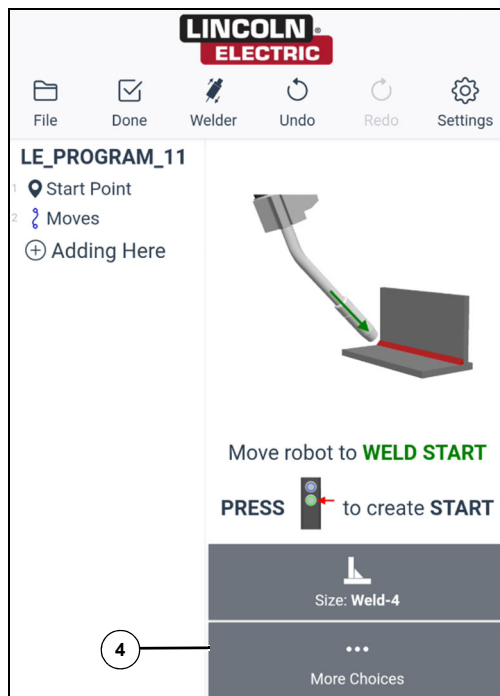 LINCOLN
ELECTRIC
File Done Welder Undo Redo Settings
LE_PROGRAM_11
1 Start Point
2 Moves
Adding Here
Move robot to WELD START
PRESS to create START
Size: Weld-4
4
More Choices